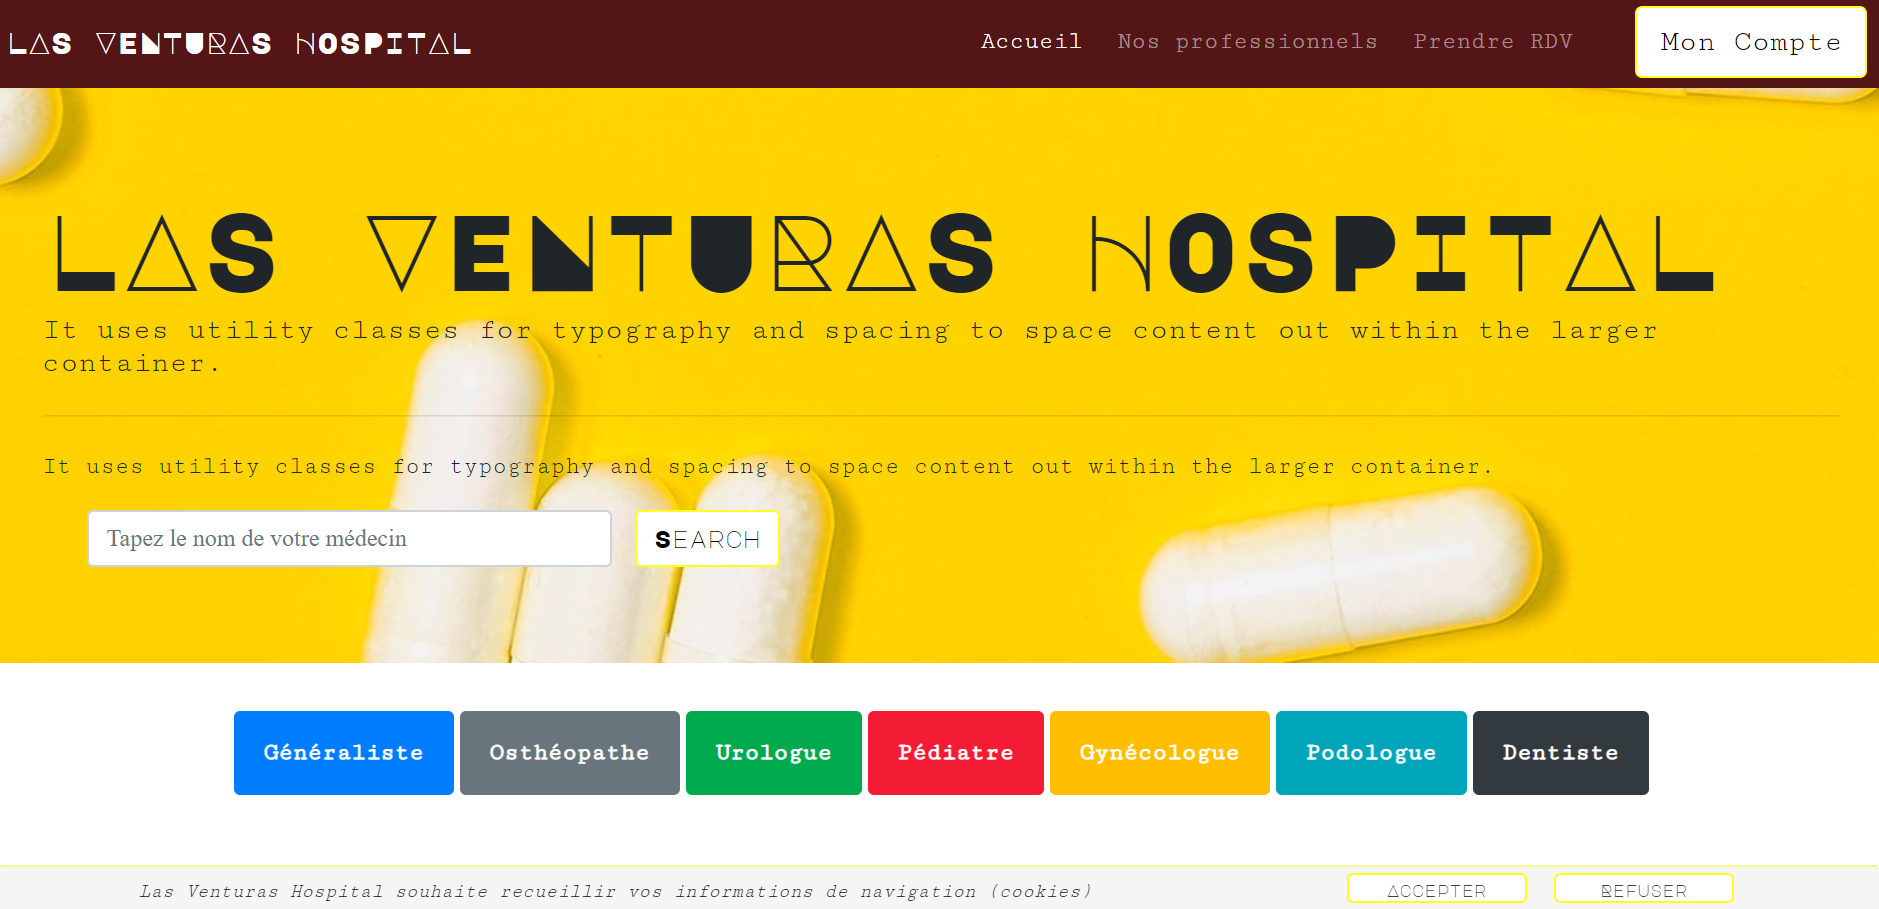 Las Venturas Hospital
Accueil
Nos professionnels
Prendre RDV
Mon Compte
Las Venturas Hospital
It uses utility classes for typography and spacing to space content out within the larger
container.
It uses utility classes for typography and spacing to space content out within the larger container.
Tapez le nom de votre médecin
Search
Généraliste
Osthéopathe
Urologue
Pédiatre
Gynécologue
Podologue
Dentiste
Las Venturas Hospital souhaite recueillir vos informations de navigation (cookies)
ACCEPTER
REFUSER